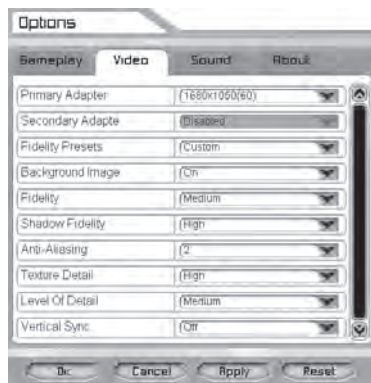 Options
Gameplay Video Sound About
Primary Adapter (1680x1050(60)
Secondary Adapte (Disabled
Fidelity Presets (Custom
Background Image (On
Fidelity (Medium
Shadow Fidelity (High
Anti-Aliasing (2
Texture Detail (High
Level Of Detail (Medium
Vertical Sync (Off
Ok Cancel Apply Reset